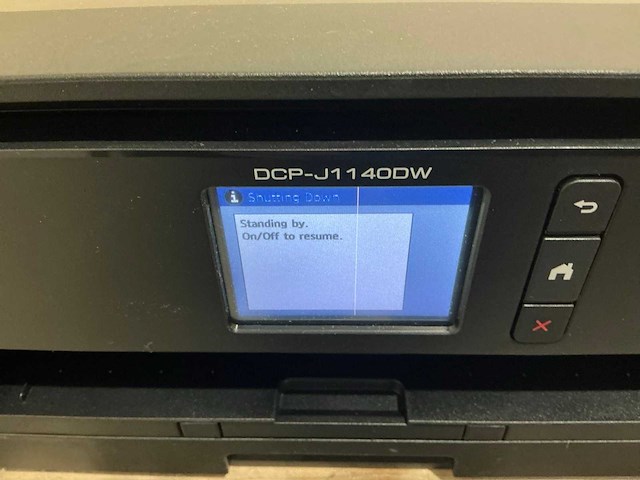 DCP-J1140DW
Shutting Down
Standing by.
On/Off to resume.